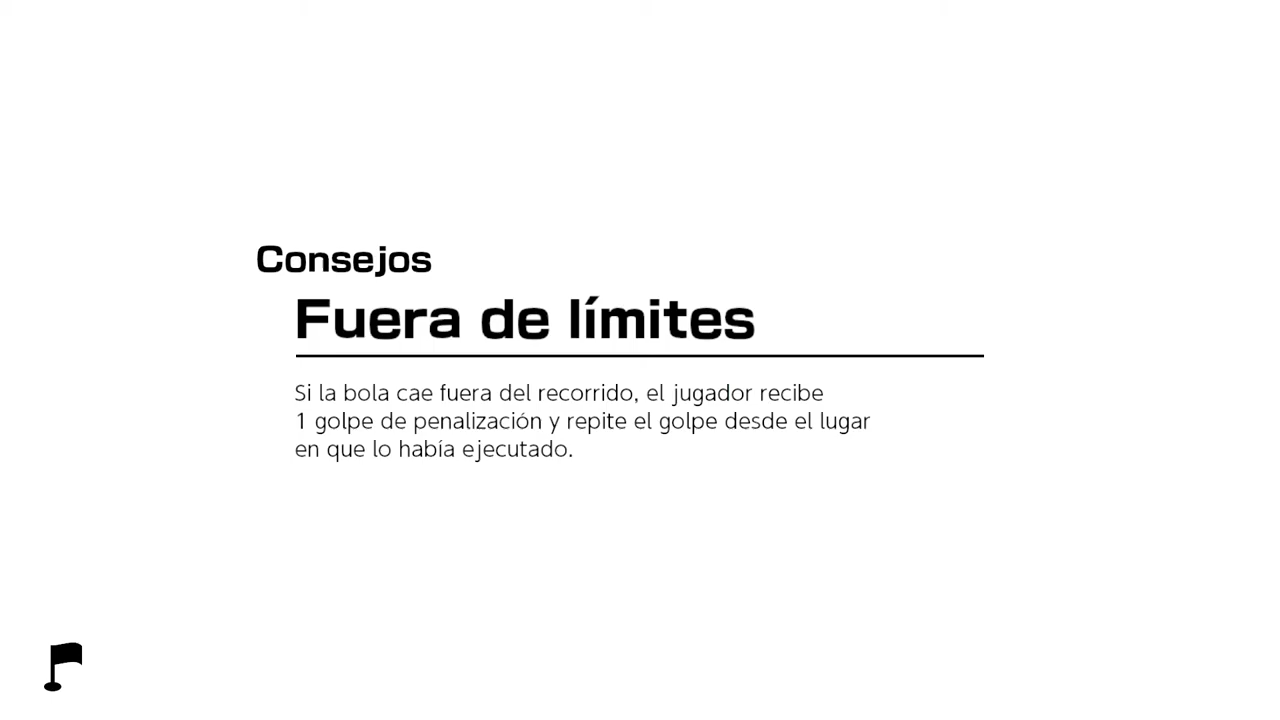 Consejos
Fuera de límites
Si la bola cae fuera del recorrido, el jugador recibe
1 golpe de penalización y repite el golpe desde el lugar
en que lo había ejecutado.